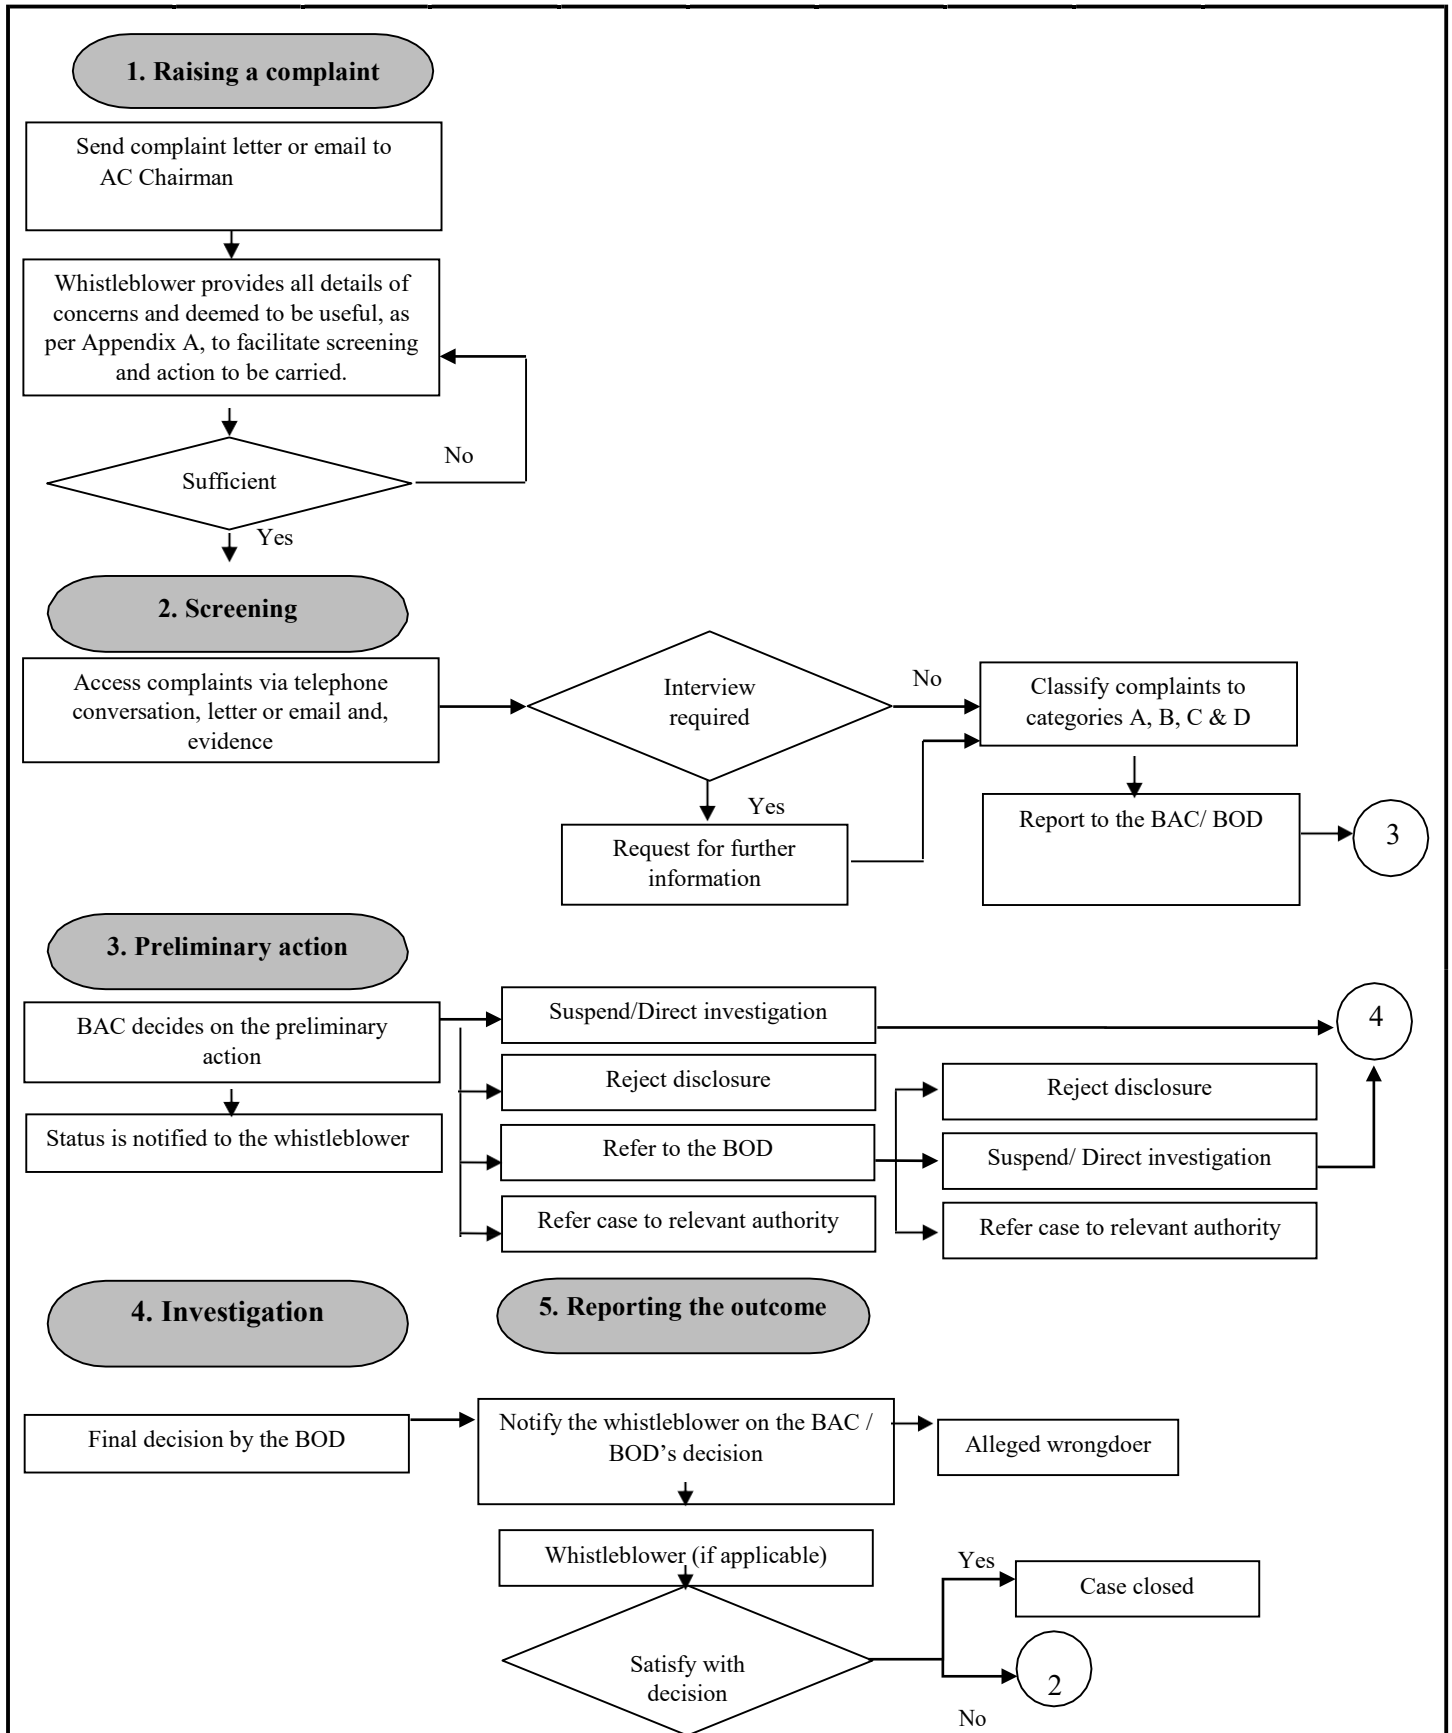 1. Raising a complaint
Send complaint letter or email to
AC Chairman
Whistleblower provides all details of
concerns and deemed to be useful, as
per Appendix A, to facilitate screening
and action to be carried.
No
Sufficient
Yes
2. Screening
Access complaints via telephone
conversation, letter or email and,
evidence
Interview
required
No
Classify complaints to
categories A, B, C & D
Yes
Request for further
information
Report to the BAC/ BOD
3
3. Preliminary action
BAC decides on the preliminary
action
Status is notified to the whistleblower
Suspend/Direct investigation
4
Reject disclosure
Refer to the BOD
Refer case to relevant authority
Reject disclosure
Suspend/ Direct investigation
Refer case to relevant authority
4. Investigation
5. Reporting the outcome
Final decision by the BOD
Notify the whistleblower on the BAC /
BOD's decision
Alleged wrongdoer
Whistleblower (if applicable)
Satisfy with
decision
Yes
Case closed
2
No